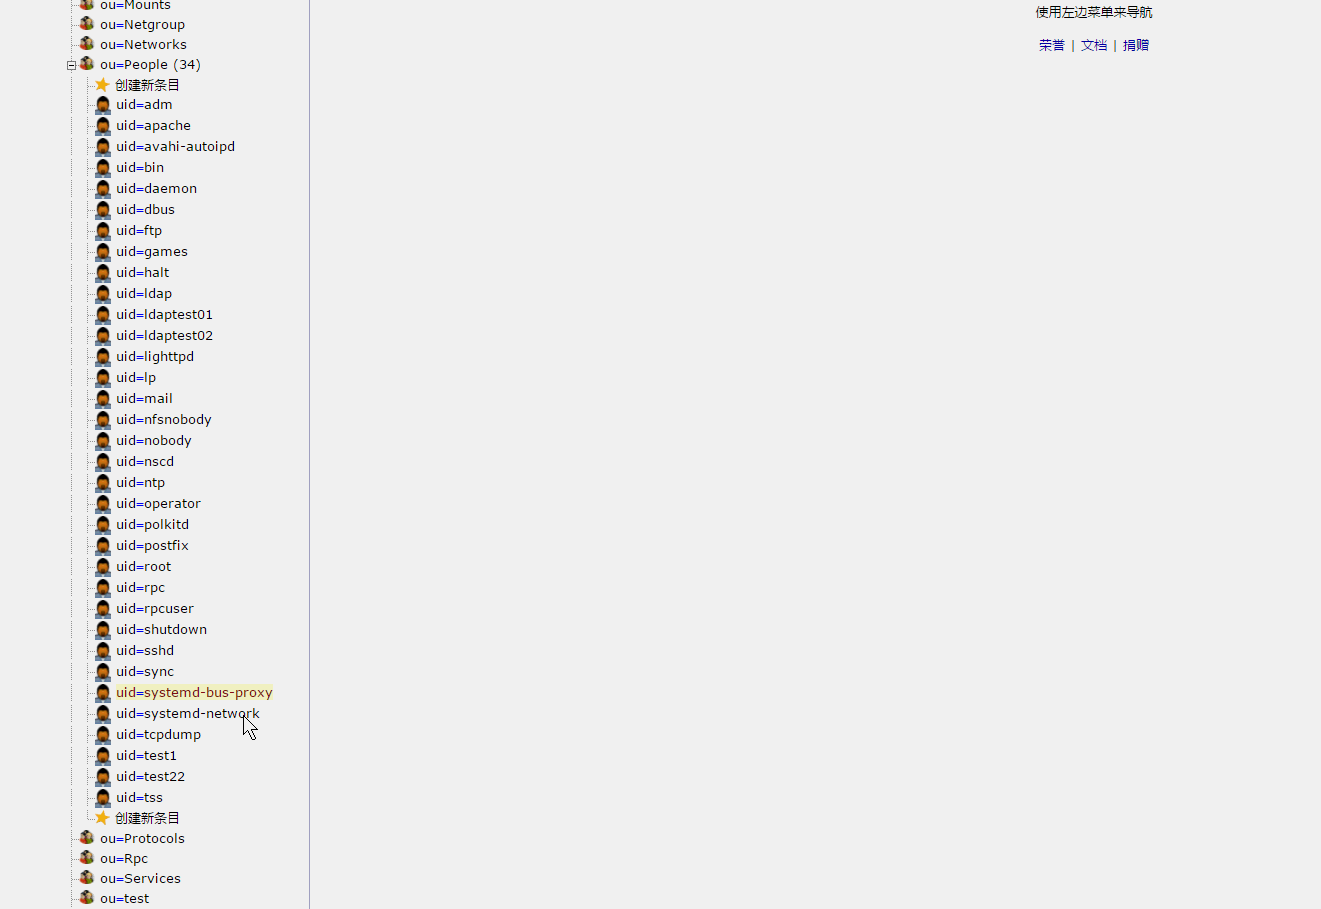 ou=Mounts
ou=Netgroup
ou=Networks
ou=People (34)
创建新条目
uid=adm
uid=apache
uid=avahi-autoipd
uid=bin
uid=daemon
uid=dbus
uid=ftp
uid=games
uid=halt
uid=ldap
uid=ldaptest01
uid=ldaptest02
uid=lighttpd
uid=lp
uid=mail
uid=nfsnobody
uid=nobody
uid=nscd
uid=ntp
uid=operator
uid=polkitd
uid=postfix
uid=root
uid=rpc
uid=rpcuser
uid=shutdown
uid=sshd
uid=sync
uid=systemd-bus-proxy
uid=systemd-network
uid=tcpdump
uid=test1
uid=test22
uid=tss
创建新条目
ou=Protocols
ou=Rpc
ou=Services
ou=test
使用左边菜单来导航
荣誉 | 文档 | 捐赠